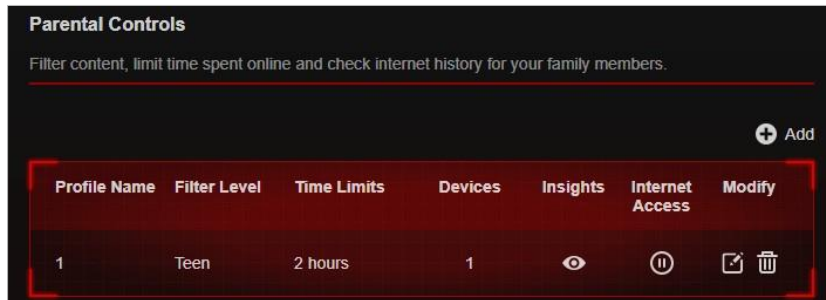 Parental Controls
Filter content, limit time spent online and check internet history for your family members.
Add
Profile Name Filter Level Time Limits Devices Insights Internet Access Modify
1 Teen 2 hours 1